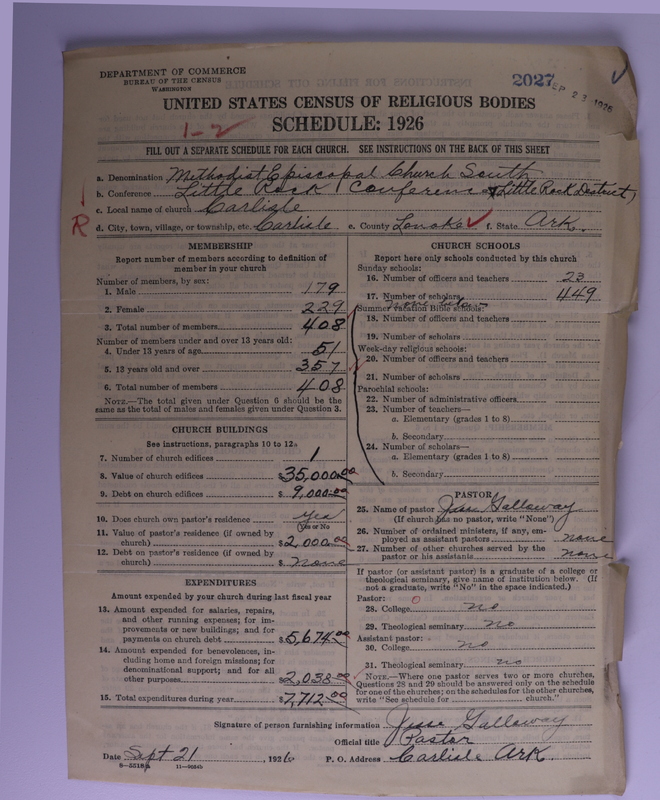 DEPARTMENT OF COMMERCE
BUREAU OF THE CENSUS
WASHINGTON
2027
SEP 23 1926
UNITED STATES CENSUS OF RELIGIOUS BODIES
1-2
SCHEDULE: 1926
FILL OUT A SEPARATE SCHEDULE FOR EACH CHURCH. SEE INSTRUCTIONS ON THE BACK OF THIS SHEET
a. Denomination Methodist Episcopal Church South
b. Conference Little Rock Conference Little Rock District,
c. Local name of church Carlisle
R
d. City, town, village, or township, etc. Carlisle e. County Lonoke f. State Ark.
MEMBERSHIP
Report number of members according to definition of
member in your church
Number of members, by sex:
1. Male 179
2. Female 229
3. Total number of members 408
Number of members under and over 13 years old:
4. Under 13 years of age 51
5. 13 years old and over 357
6. Total number of members 408
NOTE.—The total given under Question 6 should be the
same as the total of males and females given under Question 3.
CHURCH BUILDINGS
See instructions, paragraphs 10 to 12
7. Number of church edifices 1
8. Value of church edifices $35,000.00
9. Debt on church edifices $9,000.00
10. Does church own pastor's residence Yes
(Yes or No)
11. Value of pastor's residence (if owned by
church) $2,000.00
12. Debt on pastor's residence (if owned by
church) $ none
EXPENDITURES
Amount expended by your church during last fiscal year
13. Amount expended for salaries, repairs,
and other running expenses; for im-
provements or new buildings; and for
payments on church debt $5,674.00
14. Amount expended for benevolences, in-
cluding home and foreign missions; for
denominational support; and for all
other purposes $2,038.00
15. Total expenditures during year $7,712.00
CHURCH SCHOOLS
Report here only schools conducted by this church
Sunday schools:
16. Number of officers and teachers 23
17. Number of scholars 449
none below
Summer vacation Bible schools:
18. Number of officers and teachers
19. Number of scholars
Week-day religious schools:
20. Number of officers and teachers
21. Number of scholars
Parochial schools:
22. Number of administrative officers
23. Number of teachers—
a. Elementary (grades 1 to 8)
b. Secondary
24. Number of scholars—
a. Elementary (grades 1 to 8)
b. Secondary
PASTOR
25. Name of pastor Jesse Galloway
(If church has no pastor, write "None")
26. Number of ordained ministers, if any, em-
ployed as assistant pastors none
27. Number of other churches served by the
pastor or his assistants none
If pastor (or assistant pastor) is a graduate of a college or
theological seminary, give name of institution below. (If
not a graduate, write "No" in the space indicated.)
Pastor: 0
28. College no
29. Theological seminary no
Assistant pastor:
30. College no
31. Theological seminary no
NOTE.—Where one pastor serves two or more churches,
Questions 28 and 29 should be answered only on the schedule
for one of the churches; on the schedules for the other churches,
write "See schedule for church."
Signature of person furnishing information Jesse Galloway
Official title Pastor
Date Sept 21, 1926 P. O. Address Carlisle Ark.